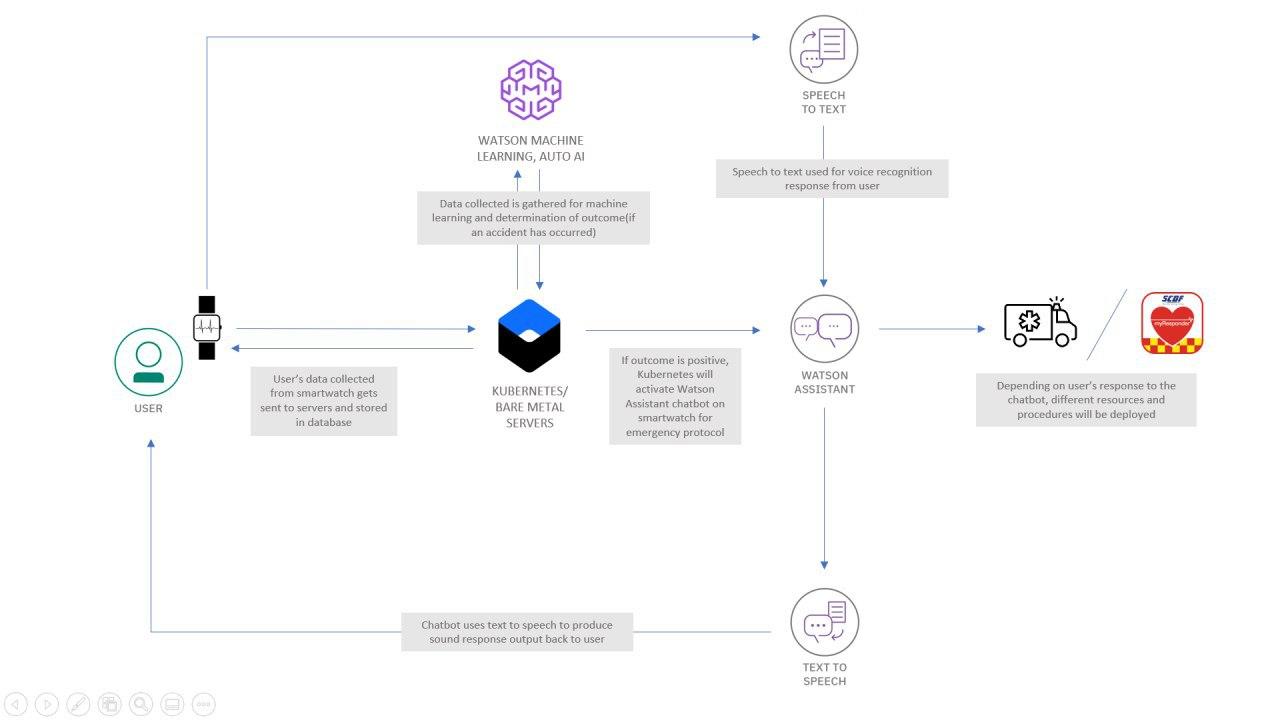 SPEECH
TO TEXT
WATSON MACHINE
LEARNING, AUTO AI
Speech to text used for voice recognition
response from user
Data collected is gathered for machine
learning and determination of outcome(if
an accident has occurred)
SCDF
myResponder
USER
User's data collected
from smartwatch gets
sent to servers and stored
in database
KUBERNETES/
BARE METAL
SERVERS
If outcome is positive,
Kubernetes will
activate Watson
Assistant chatbot on
smartwatch for
emergency protocol
WATSON
ASSISTANT
Depending on user's response to the
chatbot, different resources and
procedures will be deployed
Chatbot uses text to speech to produce
sound response output back to user
TEXT TO
SPEECH